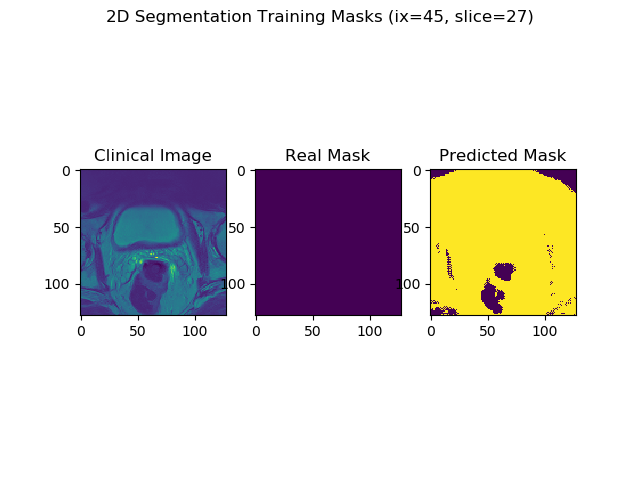 2D Segmentation Training Masks (ix=45, slice=27)
Clinical Image Real Mask Predicted Mask
0 0 0
50 50 50
100 100 100
0 50 100 0 50 100 0 50 100